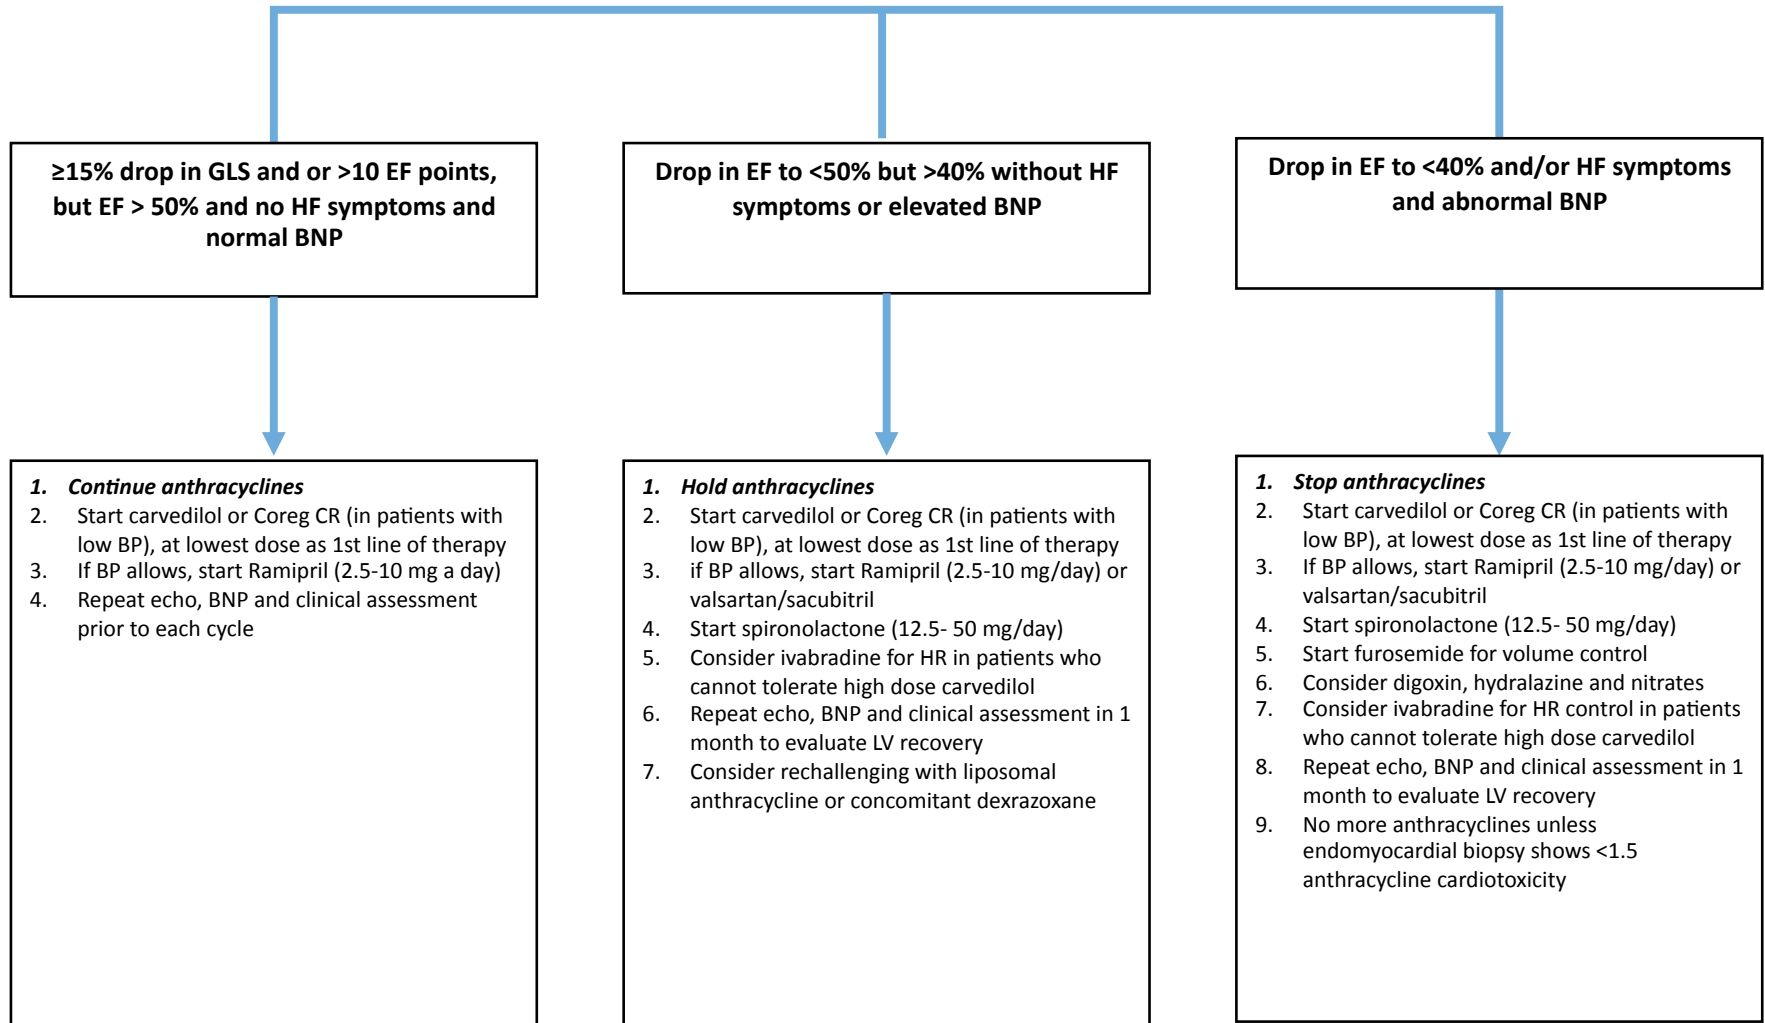 ≥15% drop in GLS and or >10 EF points,
but EF > 50% and no HF symptoms and
normal BNP
Drop in EF to <50% but >40% without HF
symptoms or elevated BNP
Drop in EF to <40% and/or HF symptoms
and abnormal BNP
1. Continue anthracyclines
2. Start carvedilol or Coreg CR (in patients with
low BP), at lowest dose as 1st line of therapy
3. If BP allows, start Ramipril (2.5-10 mg a day)
4. Repeat echo, BNP and clinical assessment
prior to each cycle
1. Hold anthracyclines
2. Start carvedilol or Coreg CR (in patients with
low BP), at lowest dose as 1st line of therapy
3. if BP allows, start Ramipril (2.5-10 mg/day) or
valsartan/sacubitril
4. Start spironolactone (12.5- 50 mg/day)
5. Consider ivabradine for HR in patients who
cannot tolerate high dose carvedilol
6. Repeat echo, BNP and clinical assessment in 1
month to evaluate LV recovery
7. Consider rechallenging with liposomal
anthracycline or concomitant dexrazoxane
1. Stop anthracyclines
2. Start carvedilol or Coreg CR (in patients with
low BP), at lowest dose as 1st line of therapy
3. If BP allows, start Ramipril (2.5-10 mg/day) or
valsartan/sacubitril
4. Start spironolactone (12.5- 50 mg/day)
5. Start furosemide for volume control
6. Consider digoxin, hydralazine and nitrates
7. Consider ivabradine for HR control in patients
who cannot tolerate high dose carvedilol
8. Repeat echo, BNP and clinical assessment in 1
month to evaluate LV recovery
9. No more anthracyclines unless
endomyocardial biopsy shows <1.5
anthracycline cardiotoxicity